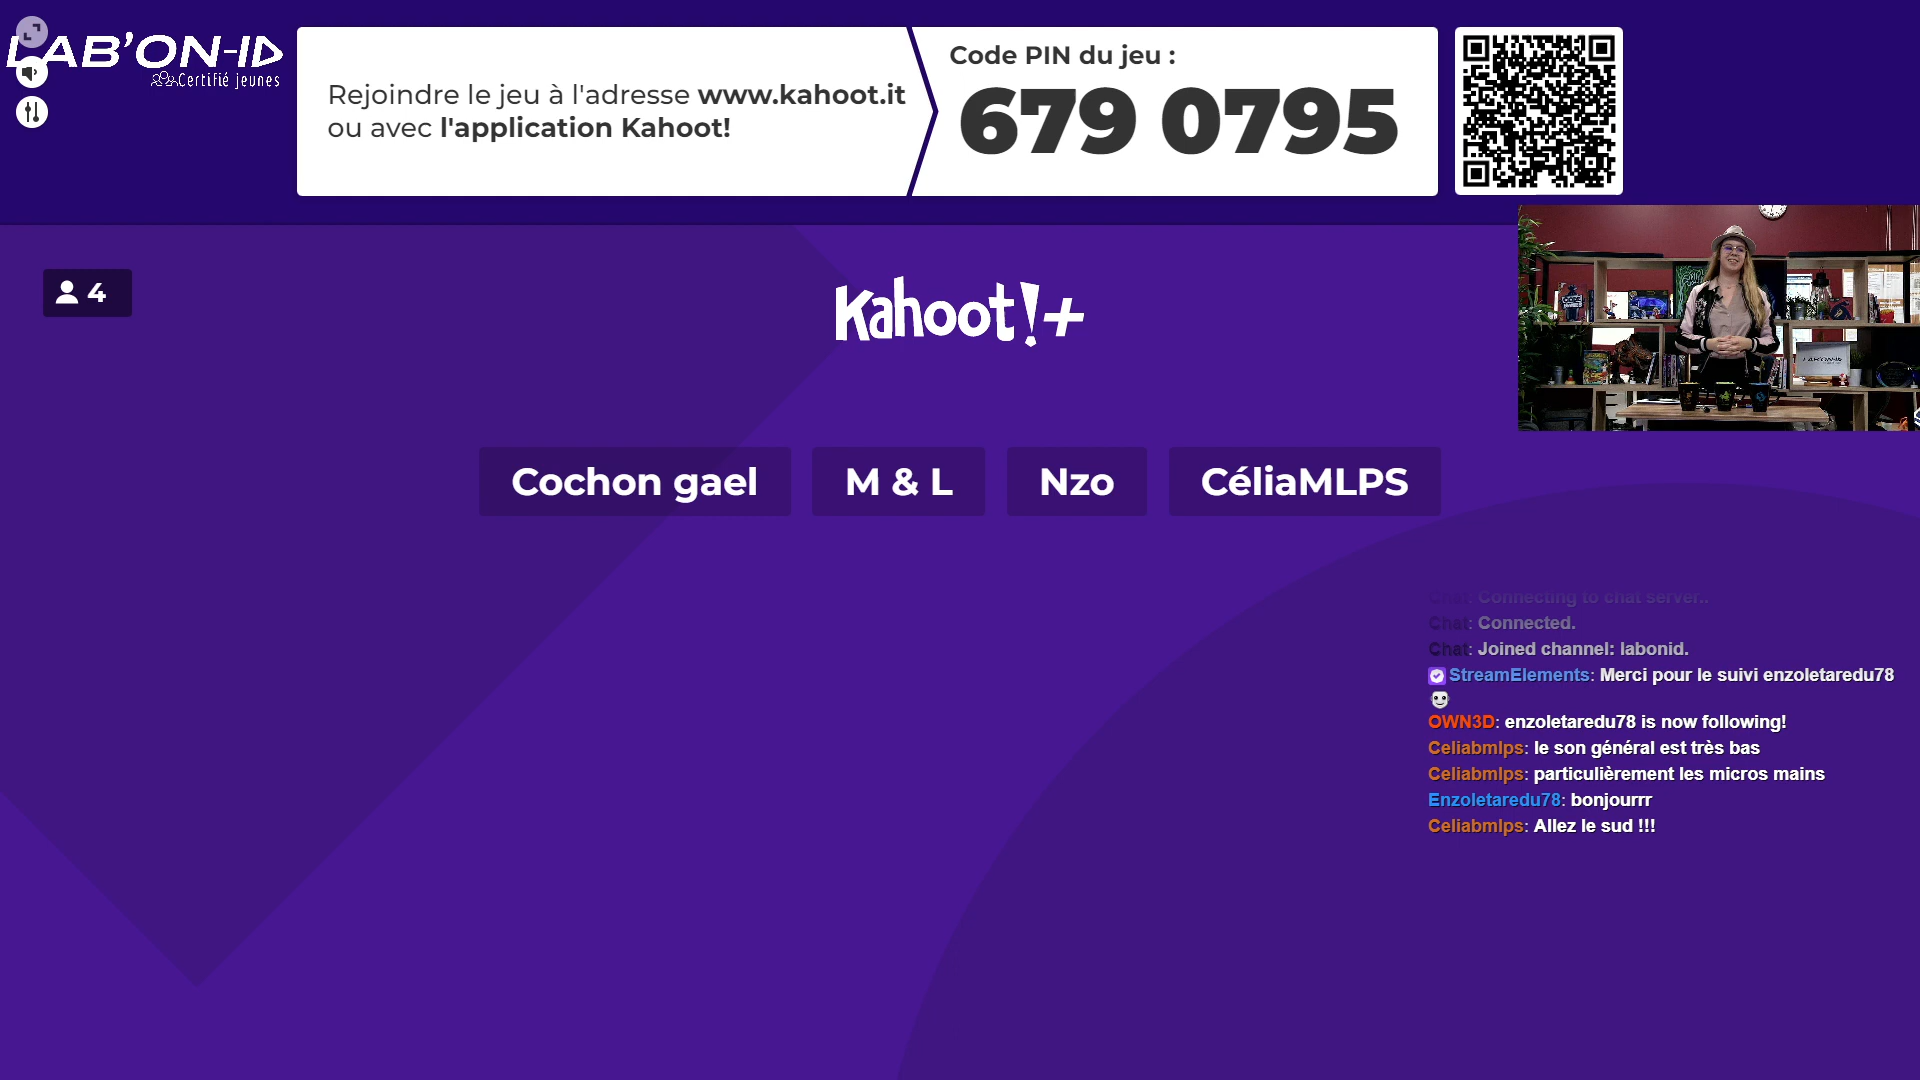 LAB'ON-ID
Certifié jeunes
Rejoindre le jeu à l'adresse www.kahoot.it
ou avec l'application Kahoot!
Code PIN du jeu :
679 0795
4
Kahoot!+
Cochon gael
M & L
Nzo
CéliaMLPS
LAB'ON-ID
Chat: Connecting to chat server..
Chat: Connected.
Chat: Joined channel: labonid.
StreamElements: Merci pour le suivi enzoletaredu78
OWN3D: enzoletaredu78 is now following!
Celiabmlps: le son général est très bas
Celiabmlps: particulièrement les micros mains
Enzoletaredu78: bonjourrr
Celiabmlps: Allez le sud !!!